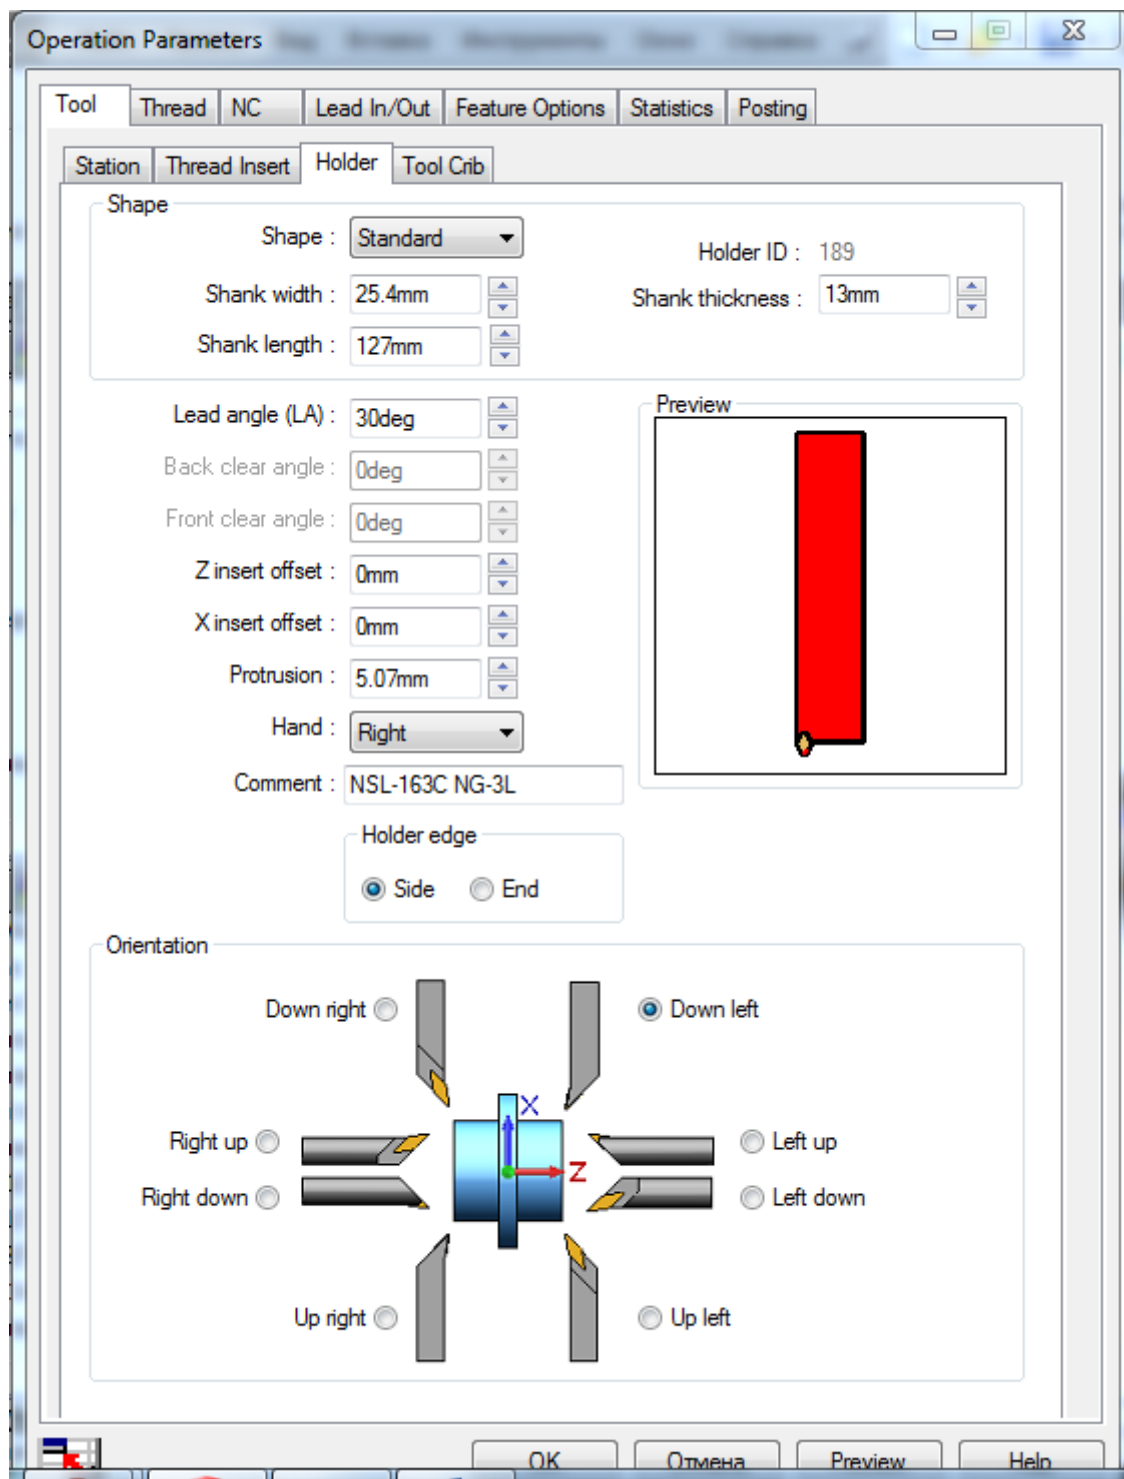 Operation Parameters
Tool Thread NC Lead In/Out Feature Options Statistics Posting
Station Thread Insert Holder Tool Crib
Shape
Shape : Standard
Holder ID : 189
Shank width : 25.4mm
Shank thickness : 13mm
Shank length : 127mm
Lead angle (LA) : 30deg
Preview
Back clear angle : 0deg
Front clear angle : 0deg
Z insert offset : 0mm
X insert offset : 0mm
Protrusion : 5.07mm
Hand : Right
Comment : NSL-163C NG-3L
Holder edge
Side End
Orientation
Down right Down left
X
Right up Left up
Z
Right down Left down
Up right Up left
OK Отмена Preview Help